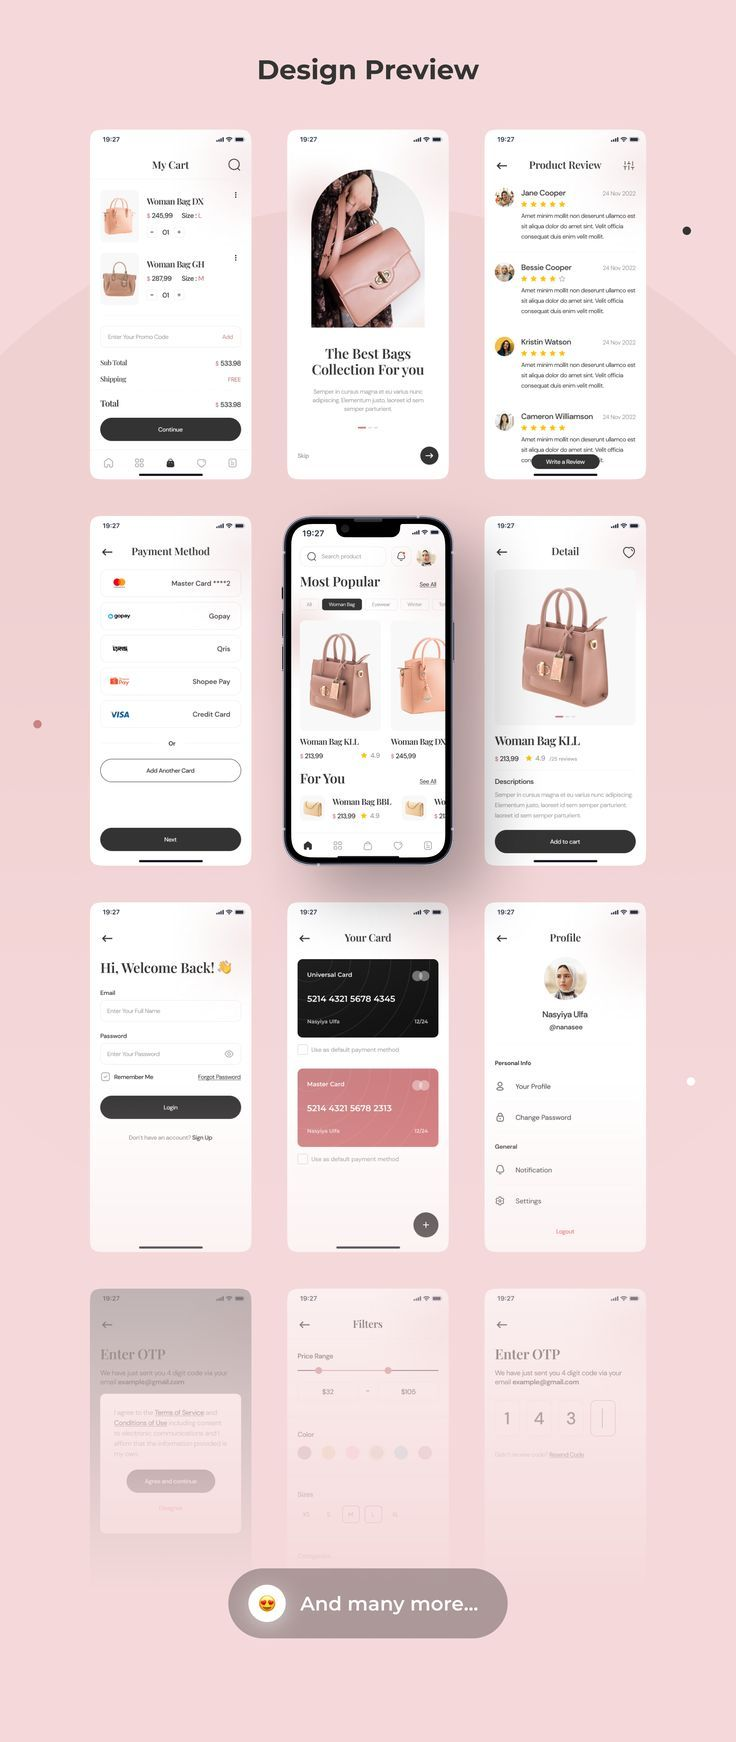 Design Preview
19:27
My Cart
Woman Bag DX
$ 245,99 Size : L
- 01 +
Woman Bag GH
$ 287,99 Size : M
- 01 +
Enter Your Promo Code Add
Sub Total $ 533.98
Shipping FREE
Total $ 533.98
Continue
19:27
The Best Bags
Collection For you
Semper in cursus magna et eu varius nunc
adipiscing. Elementum justo, laoreet id sem
semper parturient.
Skip
19:27
Product Review
Jane Cooper 24 Nov 2022
Amet minim mollit non deserunt ullamco est
sit aliqua dolor do amet sint. Velit officia
consequat duis enim velit mollit.
Bessie Cooper 24 Nov 2022
Amet minim mollit non deserunt ullamco est
sit aliqua dolor do amet sint. Velit officia
consequat duis enim velit mollit.
Kristin Watson 24 Nov 2022
Amet minim mollit non deserunt ullamco est
sit aliqua dolor do amet sint. Velit officia
consequat duis enim velit mollit.
Cameron Williamson 24 Nov 2022
Amet minim mollit non deserunt ullamco est
sit aliqua dolor do amet sint. Velit officia
Write a Review
19:27
Payment Method
Master Card ****2
gopay Gopay
QRIS Qris
Pay Shopee Pay
VISA Credit Card
Or
Add Another Card
Next
19:27
Search product
Most Popular See All
All Woman Bag Eyewear Winter
Woman Bag KLL
$ 213,99 4.9
Woman Bag DX
$ 245,99
For You See All
Woman Bag BBL
$ 213,99 4.9
Wo
$ 2
19:27
Detail
Woman Bag KLL
$ 213,99 4.9 /25 reviews
Descriptions
Semper in cursus magna et eu varius nunc adipiscing.
Elementum justo, laoreet id sem semper parturient
laoreet id sem semper parturient.
Add to cart
19:27
Hi, Welcome Back! 👋
Email
Enter Your Full Name
Password
Enter Your Password
Remember Me Forgot Password
Login
Don't have an account? Sign Up
19:27
Your Card
Universal Card
5214 4321 5678 4345
Nasyiya Ulfa 12/24
Use as default payment method
Master Card
5214 4321 5678 2313
Nasyiya Ulfa 12/24
Use as default payment method
+
19:27
Profile
Nasyiya Ulfa
@nanasee
Personal Info
Your Profile
Change Password
General
Notification
Settings
Logout
19:27
Enter OTP
We have just sent you 4 digit code via your
email example@gmail.com
I agree to the Terms of Service and
Conditions of Use including consent
to electronic communications and I
affirm that the information provided is
my own.
Agree and continue
Disagree
19:27
Filters
Price Range
$32 - $105
Color
Sizes
XS S M L XL
Categories
19:27
Enter OTP
We have just sent you 4 digit code via your
email example@gmail.com
1 4 3
Didn't receive code? Resend Code
😍 And many more...